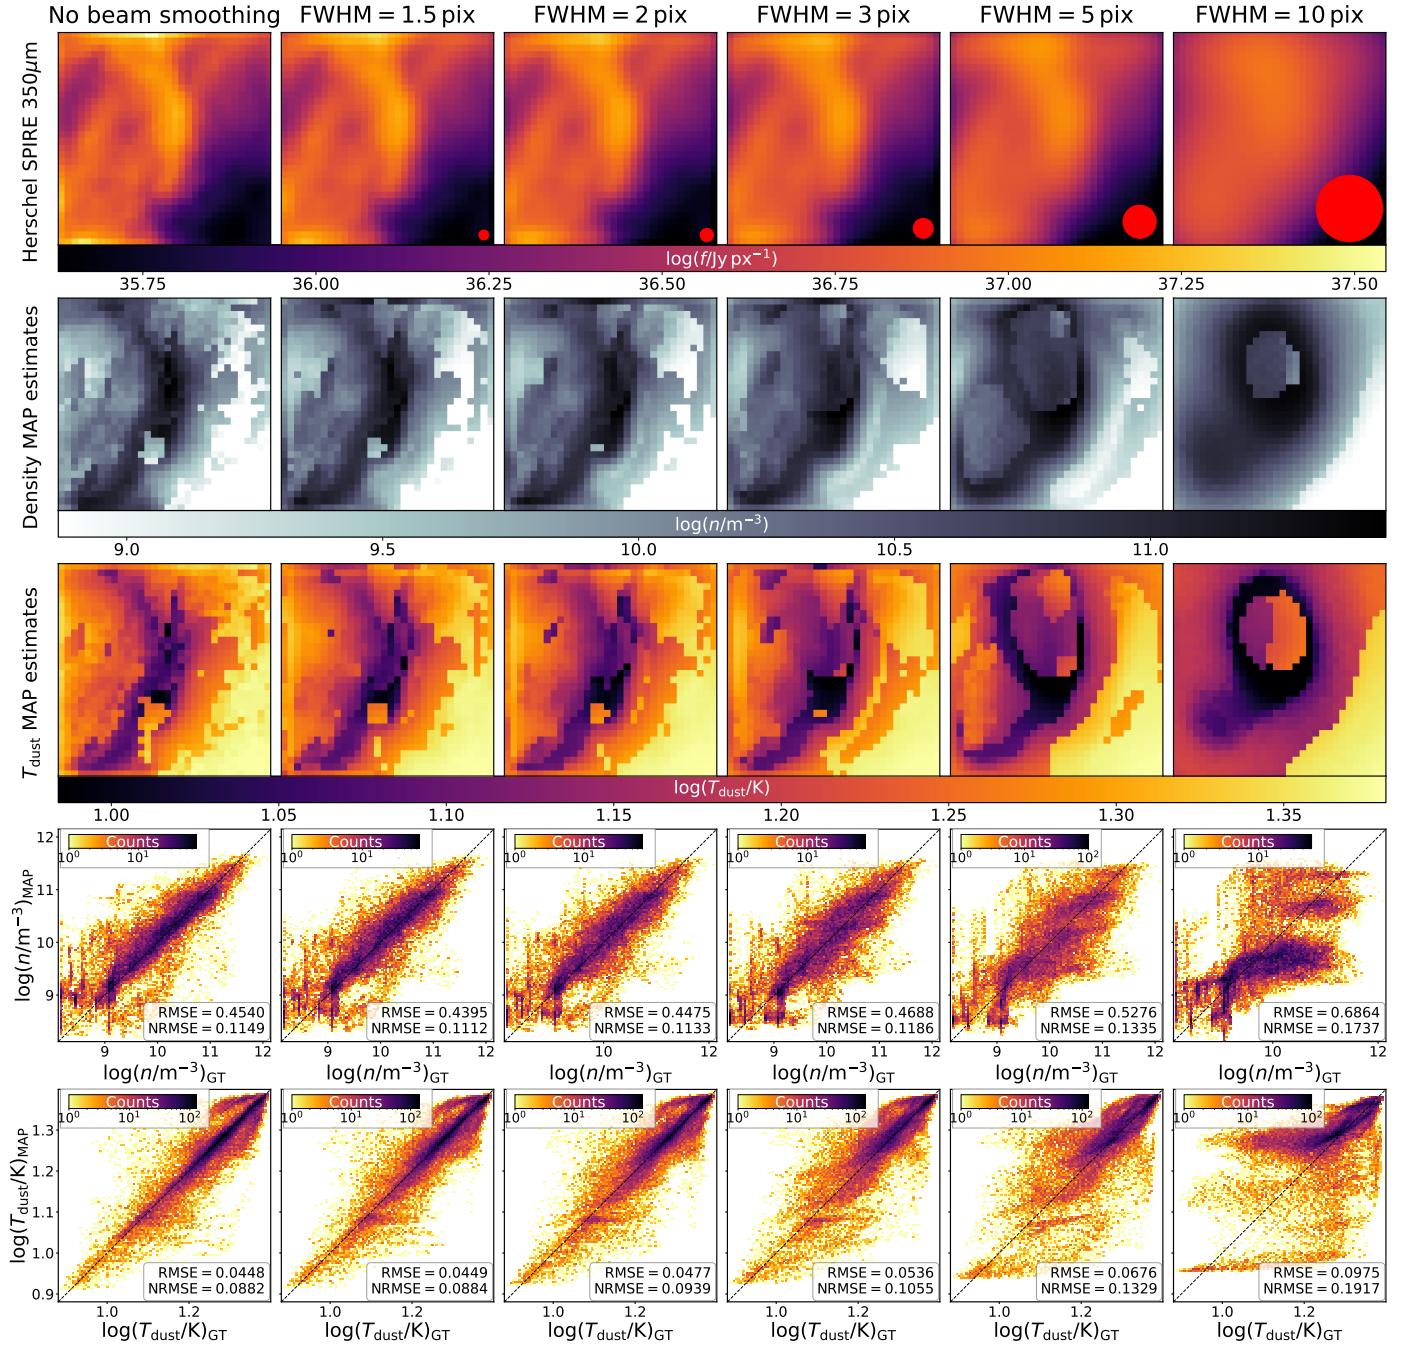 No beam smoothing FWHM = 1.5 pix FWHM = 2 pix FWHM = 3 pix FWHM = 5 pix FWHM = 10 pix
Herschel SPIRE 350μm
log(f/Jy px⁻¹)
35.75 36.00 36.25 36.50 36.75 37.00 37.25 37.50
Density MAP estimates
log(n/m⁻³)
9.0 9.5 10.0 10.5 11.0
T_dust MAP estimates
log(T_dust/K)
1.00 1.05 1.10 1.15 1.20 1.25 1.30 1.35
log(n/m⁻³)_MAP
12
11
10
9
Counts Counts Counts Counts Counts Counts
10⁰ 10¹ 10⁰ 10¹ 10⁰ 10¹ 10⁰ 10¹ 10⁰ 10¹ 10² 10⁰ 10¹
RMSE = 0.4540 RMSE = 0.4395 RMSE = 0.4475 RMSE = 0.4688 RMSE = 0.5276 RMSE = 0.6864
NRMSE = 0.1149 NRMSE = 0.1112 NRMSE = 0.1133 NRMSE = 0.1186 NRMSE = 0.1335 NRMSE = 0.1737
9 10 11 12 9 10 11 12 10 12 9 10 11 12 9 10 11 12 10 12
log(n/m⁻³)_GT log(n/m⁻³)_GT log(n/m⁻³)_GT log(n/m⁻³)_GT log(n/m⁻³)_GT log(n/m⁻³)_GT
log(T_dust/K)_MAP
1.3
1.2
1.1
1.0
0.9
Counts Counts Counts Counts Counts Counts
10⁰ 10¹ 10² 10⁰ 10¹ 10² 10⁰ 10¹ 10² 10⁰ 10¹ 10² 10⁰ 10¹ 10² 10⁰ 10¹ 10²
RMSE = 0.0448 RMSE = 0.0449 RMSE = 0.0477 RMSE = 0.0536 RMSE = 0.0676 RMSE = 0.0975
NRMSE = 0.0882 NRMSE = 0.0884 NRMSE = 0.0939 NRMSE = 0.1055 NRMSE = 0.1329 NRMSE = 0.1917
1.0 1.2 1.0 1.2 1.0 1.2 1.0 1.2 1.0 1.2 1.0 1.2
log(T_dust/K)_GT log(T_dust/K)_GT log(T_dust/K)_GT log(T_dust/K)_GT log(T_dust/K)_GT log(T_dust/K)_GT